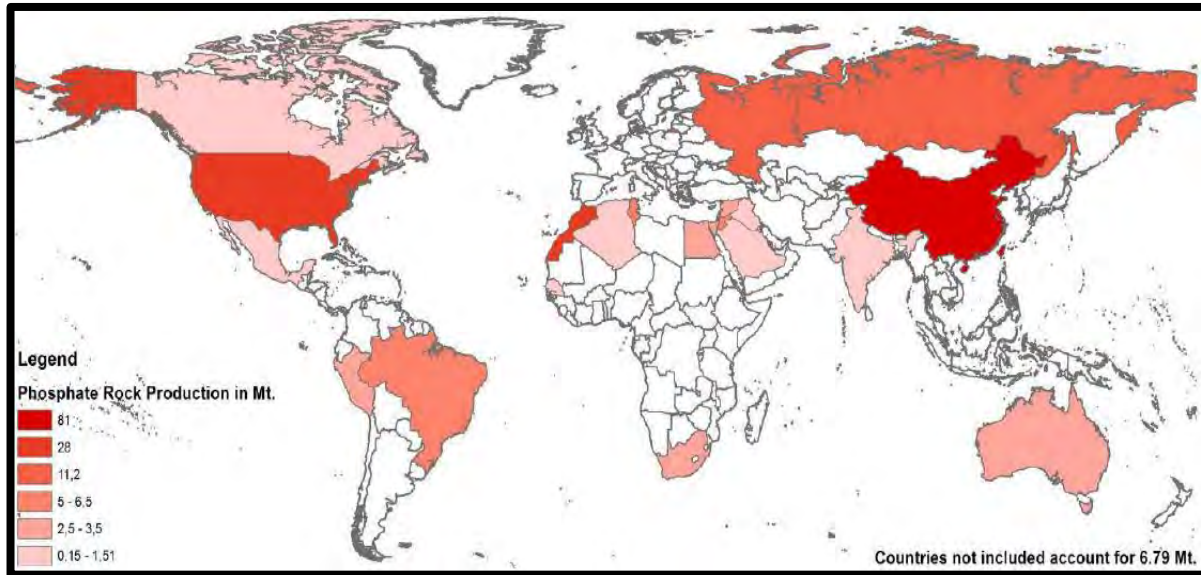 Legend
Phosphate Rock Production in Mt.
81
28
11,2
5 - 6,5
2,5 - 3,5
0.15 - 1,51
Countries not included account for 6.79 Mt.